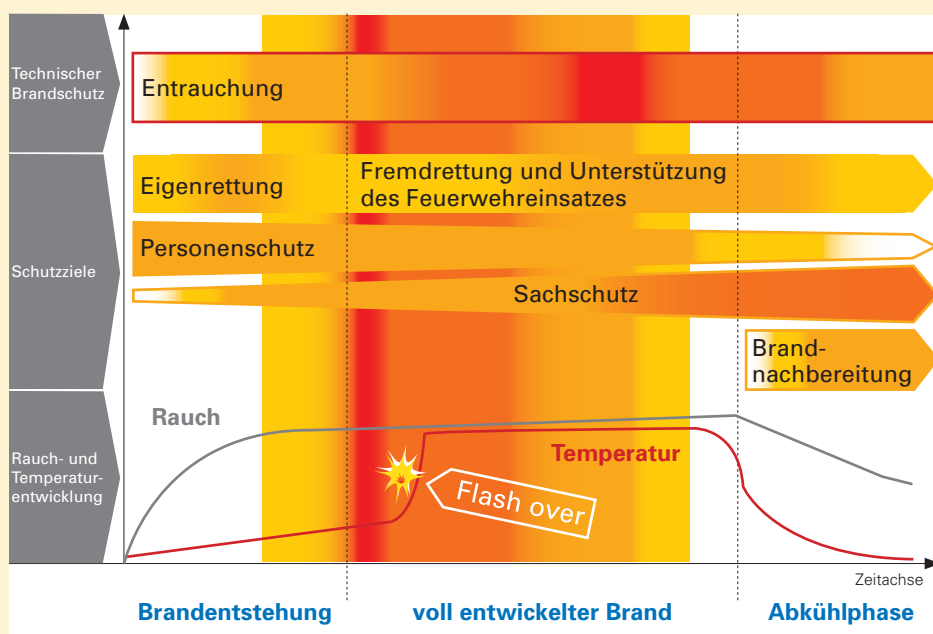 Technischer
Brandschutz
Entrauchung
Eigenrettung
Fremdrettung und Unterstützung
des Feuerwehreinsatzes
Personenschutz
Schutzziele
Sachschutz
Brand-
nachbereitung
Rauch
Rauch- und
Temperatur-
entwicklung
Temperatur
Flash over
Zeitachse
Brandentstehung
voll entwickelter Brand
Abkühlphase